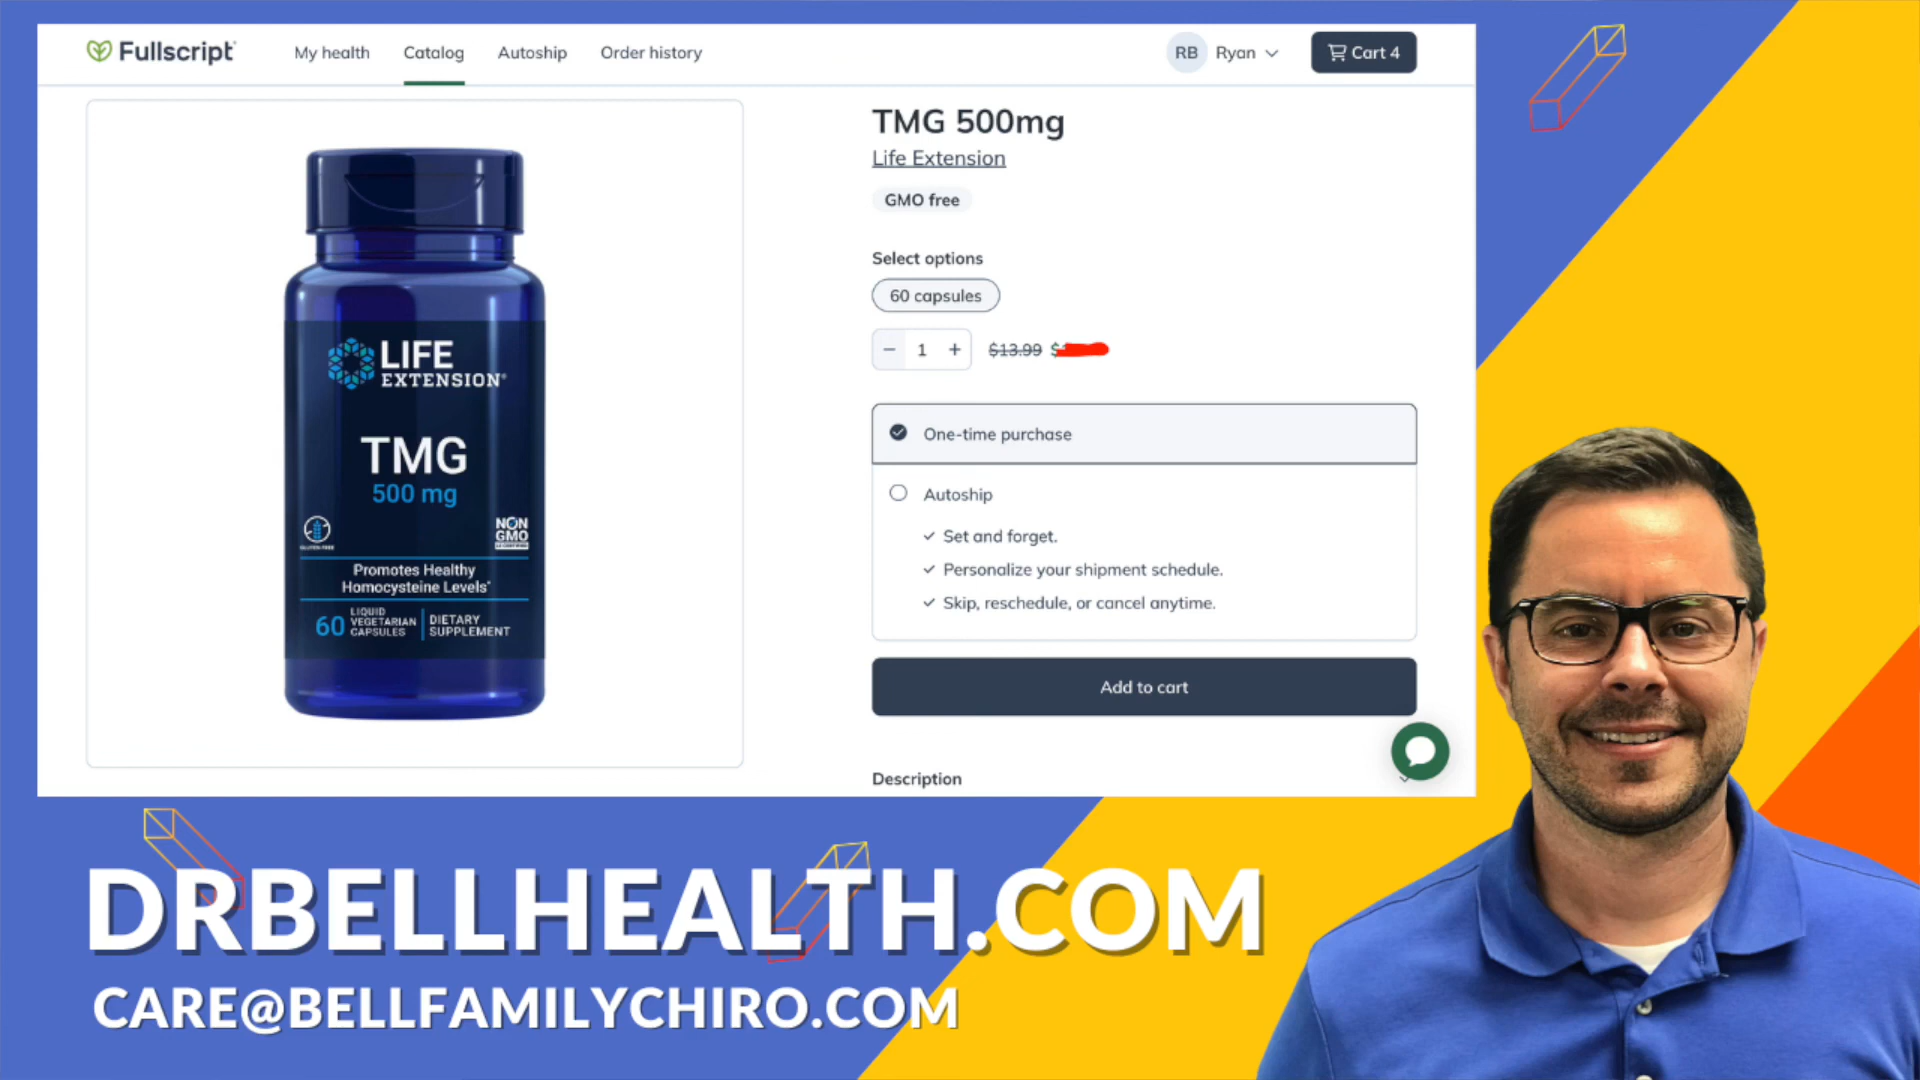 Fullscript
My health
Catalog
Autoship
Order history
RB
Ryan
Cart 4
LIFE
EXTENSION®
TMG
500 mg
GLUTEN FREE
NON
GMO
Promotes Healthy
Homocysteine Levels*
60 LIQUID VEGETARIAN CAPSULES
DIETARY SUPPLEMENT
TMG 500mg
Life Extension
GMO free
Select options
60 capsules
− 1 + $13.99 $
One-time purchase
Autoship
Set and forget.
Personalize your shipment schedule.
Skip, reschedule, or cancel anytime.
Add to cart
Description
DRBELLHEALTH.COM
CARE@BELLFAMILYCHIRO.COM